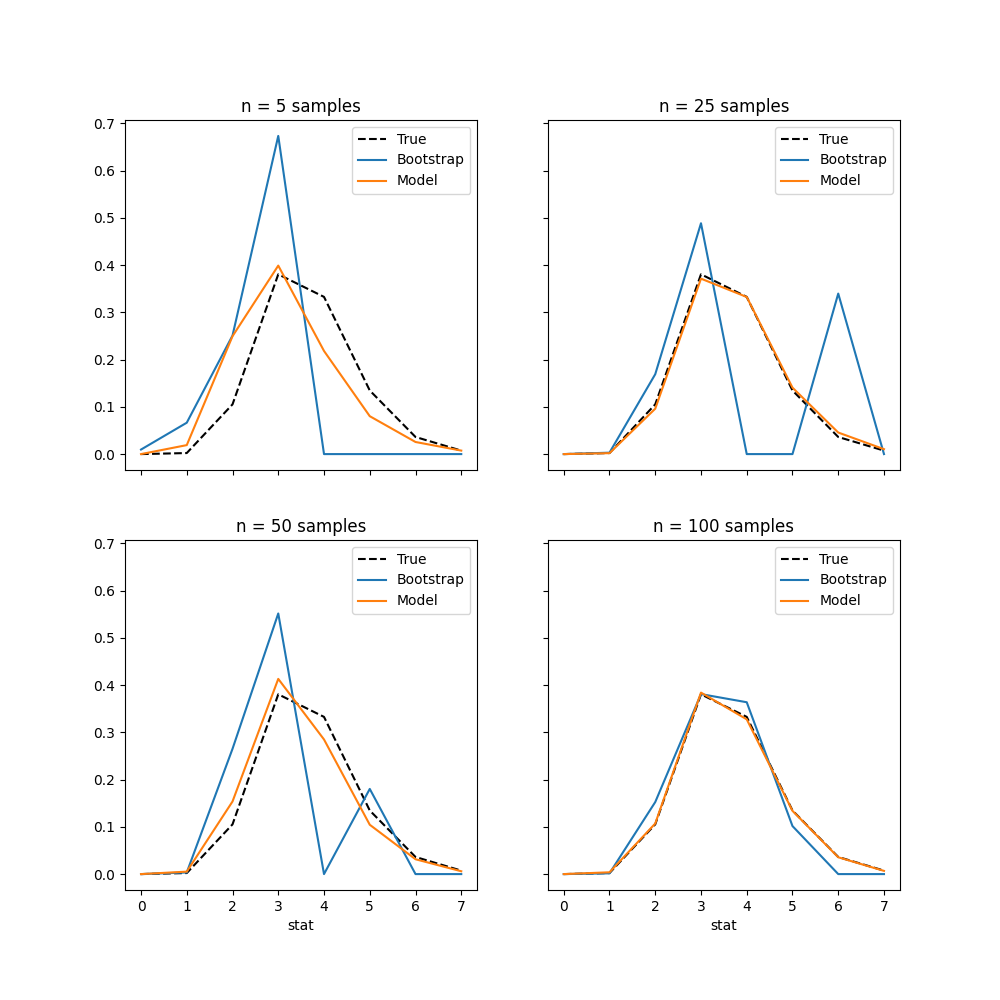 n = 5 samples
0.7
0.6
0.5
0.4
0.3
0.2
0.1
0.0
True
Bootstrap
Model
n = 25 samples
True
Bootstrap
Model
n = 50 samples
0.7
0.6
0.5
0.4
0.3
0.2
0.1
0.0
True
Bootstrap
Model
0 1 2 3 4 5 6 7
stat
n = 100 samples
True
Bootstrap
Model
0 1 2 3 4 5 6 7
stat